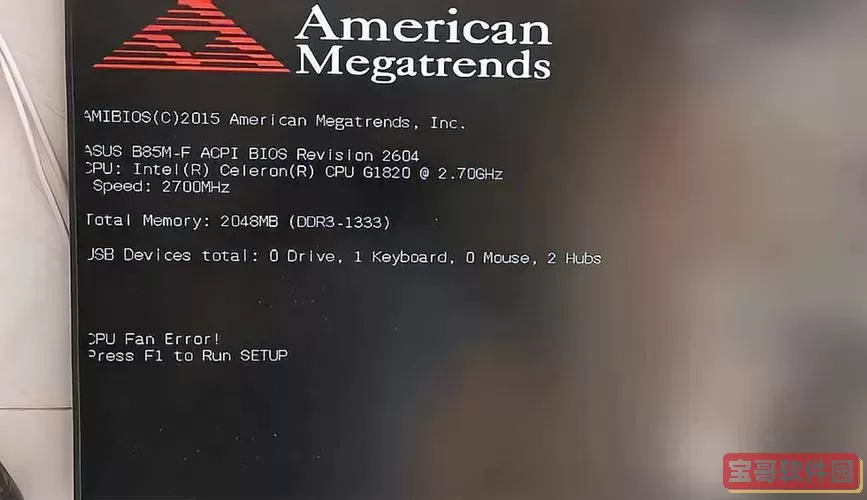 American
Megatrends
AMIBIOS(C)2015 American Megatrends, Inc.
ASUS B85M-F ACPI BIOS Revision 2604
CPU: Intel(R) Celeron(R) CPU G1820 @ 2.70GHz
Speed: 2700MHz
Total Memory: 2048MB (DDR3-1333)
USB Devices total: 0 Drive, 1 Keyboard, 0 Mouse, 2 Hubs
CPU Fan Error!
Press F1 to Run SETUP
宝哥软件园